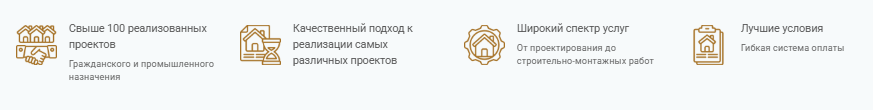 Свыше 100 реализованных
проектов
Гражданского и промышленного
назначения
Качественный подход к
реализации самых
различных проектов
Широкий спектр услуг
От проектирования до
строительно-монтажных работ
Лучшие условия
Гибкая система оплаты